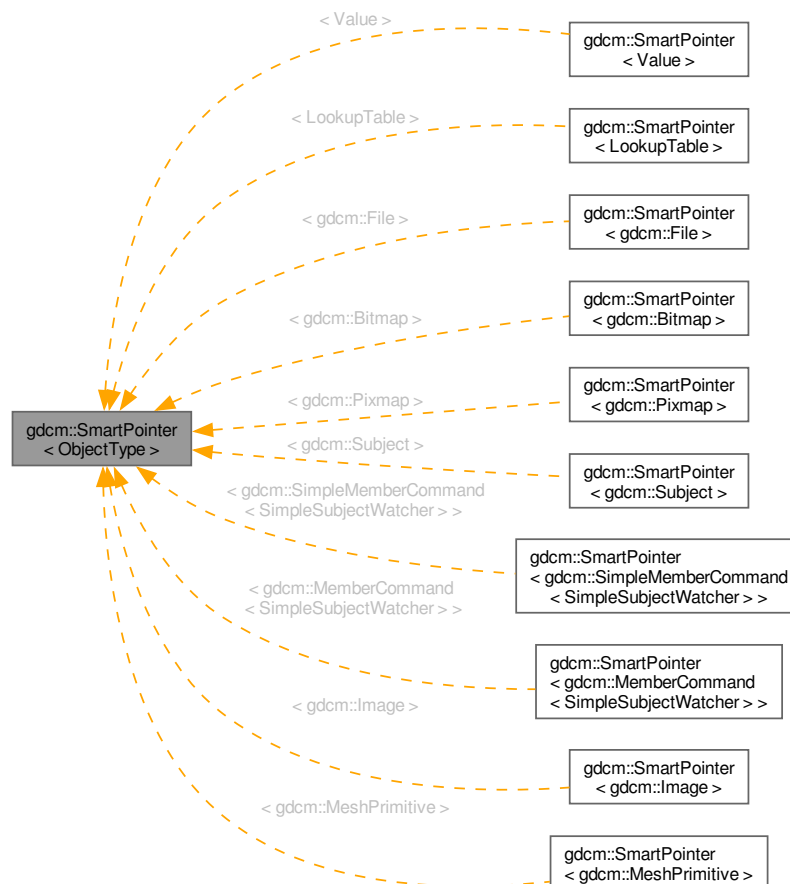 < Value >
gdcm::SmartPointer
< Value >
< LookupTable >
gdcm::SmartPointer
< LookupTable >
< gdcm::File >
gdcm::SmartPointer
< gdcm::File >
< gdcm::Bitmap >
gdcm::SmartPointer
< gdcm::Bitmap >
< gdcm::Pixmap >
gdcm::SmartPointer
< gdcm::Pixmap >
gdcm::SmartPointer
< ObjectType >
< gdcm::Subject >
gdcm::SmartPointer
< gdcm::Subject >
< gdcm::SimpleMemberCommand
< SimpleSubjectWatcher > >
gdcm::SmartPointer
< gdcm::SimpleMemberCommand
< SimpleSubjectWatcher > >
< gdcm::MemberCommand
< SimpleSubjectWatcher > >
gdcm::SmartPointer
< gdcm::MemberCommand
< SimpleSubjectWatcher > >
< gdcm::Image >
gdcm::SmartPointer
< gdcm::Image >
< gdcm::MeshPrimitive >
gdcm::SmartPointer
< gdcm::MeshPrimitive >